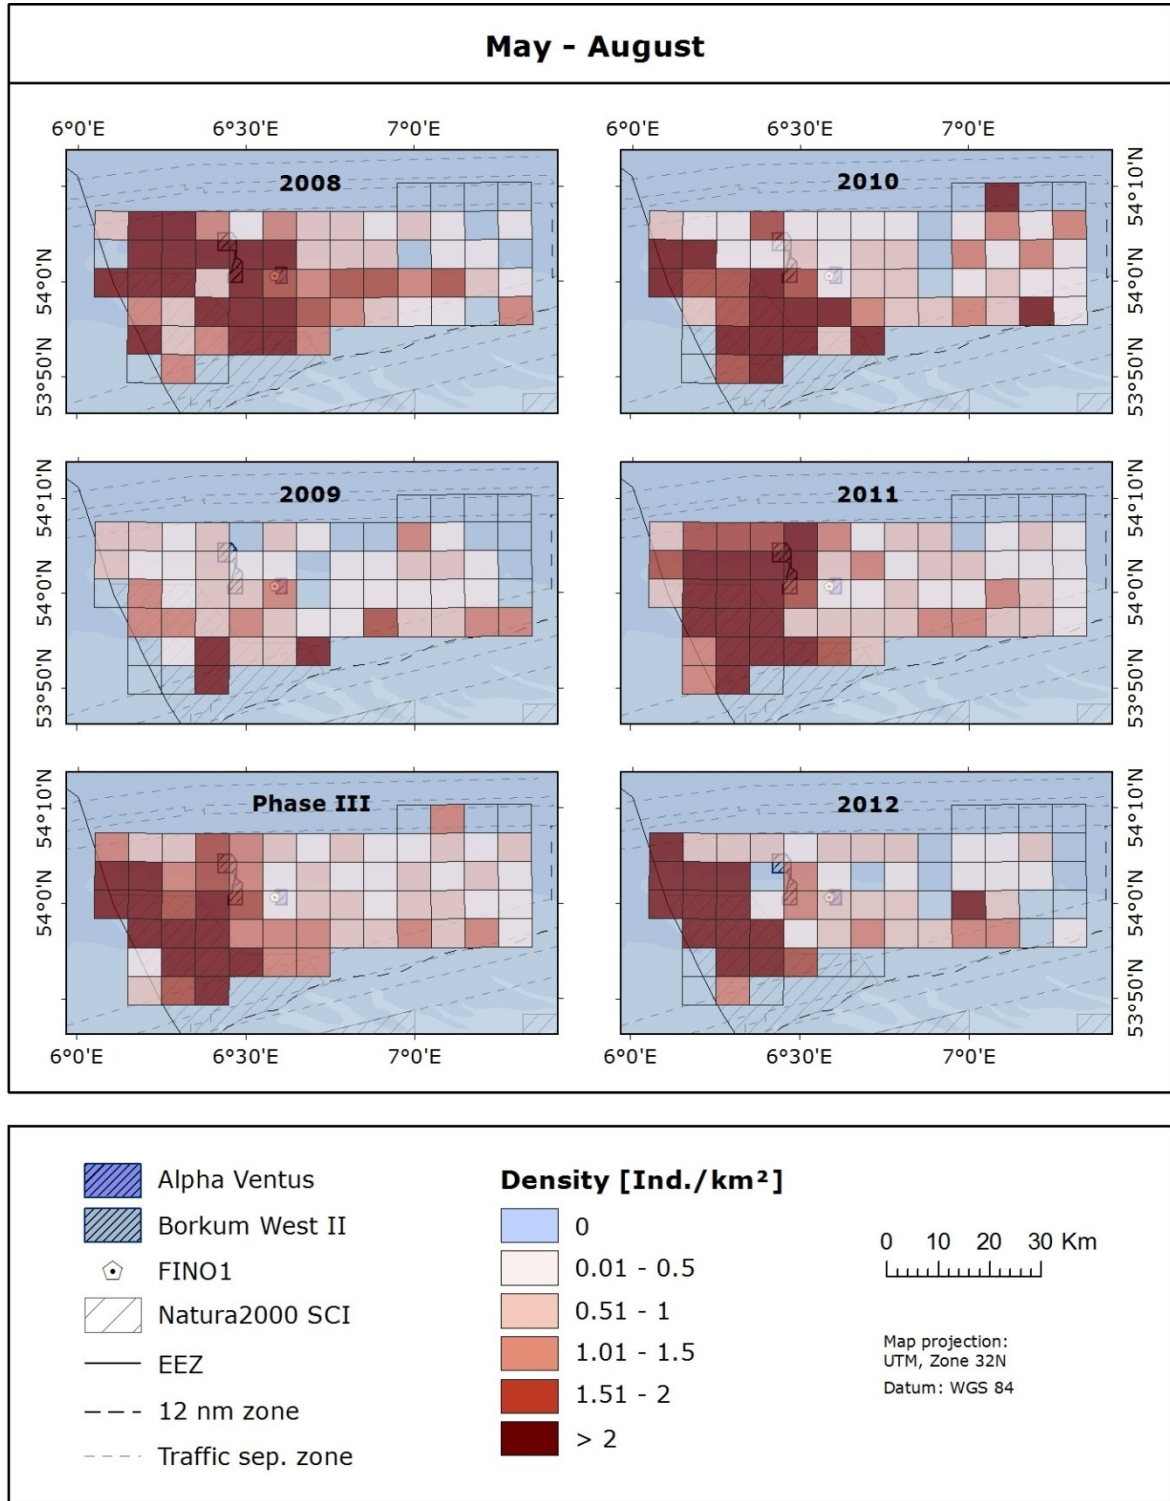 May - August
6°0'E 6°30'E 7°0'E 6°0'E 6°30'E 7°0'E
2008 2010
54°0'N 53°50'N 54°10'N 54°0'N 53°50'N
2009 2011
54°10'N 54°0'N 53°50'N 54°10'N 54°0'N 53°50'N
Phase III 2012
54°10'N 54°0'N 54°10'N 54°0'N 53°50'N
6°0'E 6°30'E 7°0'E 6°0'E 6°30'E 7°0'E
Alpha Ventus
Borkum West II
FINO1
Natura2000 SCI
EEZ
12 nm zone
Traffic sep. zone
Density [Ind./km²]
0
0.01 - 0.5
0.51 - 1
1.01 - 1.5
1.51 - 2
> 2
0 10 20 30 Km
Map projection:
UTM, Zone 32N
Datum: WGS 84